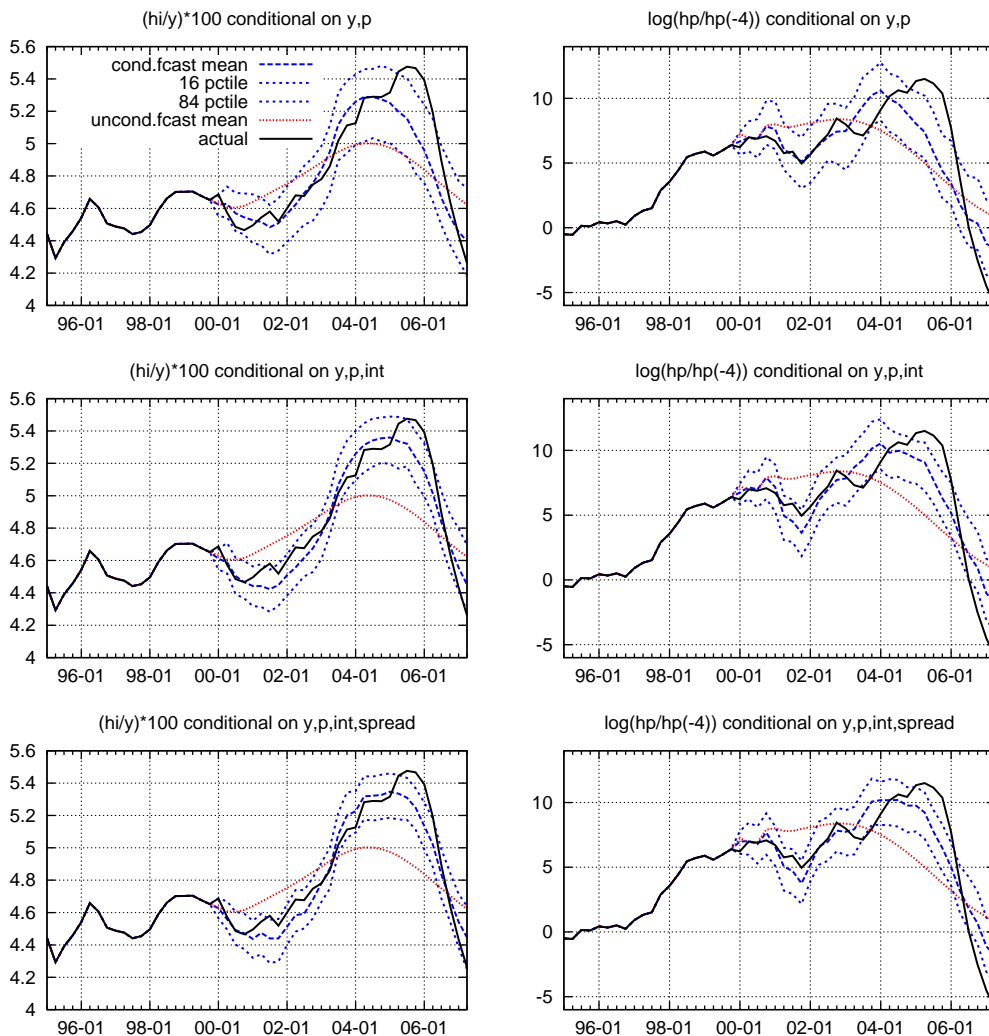 (hi/y)*100 conditional on y,p
5.6
5.4
5.2
5
4.8
4.6
4.4
4.2
4
cond.fcast mean
16 pctile
84 pctile
uncond.fcast mean
actual
96-01 98-01 00-01 02-01 04-01 06-01
log(hp/hp(-4)) conditional on y,p
10
5
0
-5
96-01 98-01 00-01 02-01 04-01 06-01
(hi/y)*100 conditional on y,p,int
5.6
5.4
5.2
5
4.8
4.6
4.4
4.2
4
96-01 98-01 00-01 02-01 04-01 06-01
log(hp/hp(-4)) conditional on y,p,int
10
5
0
-5
96-01 98-01 00-01 02-01 04-01 06-01
(hi/y)*100 conditional on y,p,int,spread
5.6
5.4
5.2
5
4.8
4.6
4.4
4.2
4
96-01 98-01 00-01 02-01 04-01 06-01
log(hp/hp(-4)) conditional on y,p,int,spread
10
5
0
-5
96-01 98-01 00-01 02-01 04-01 06-01